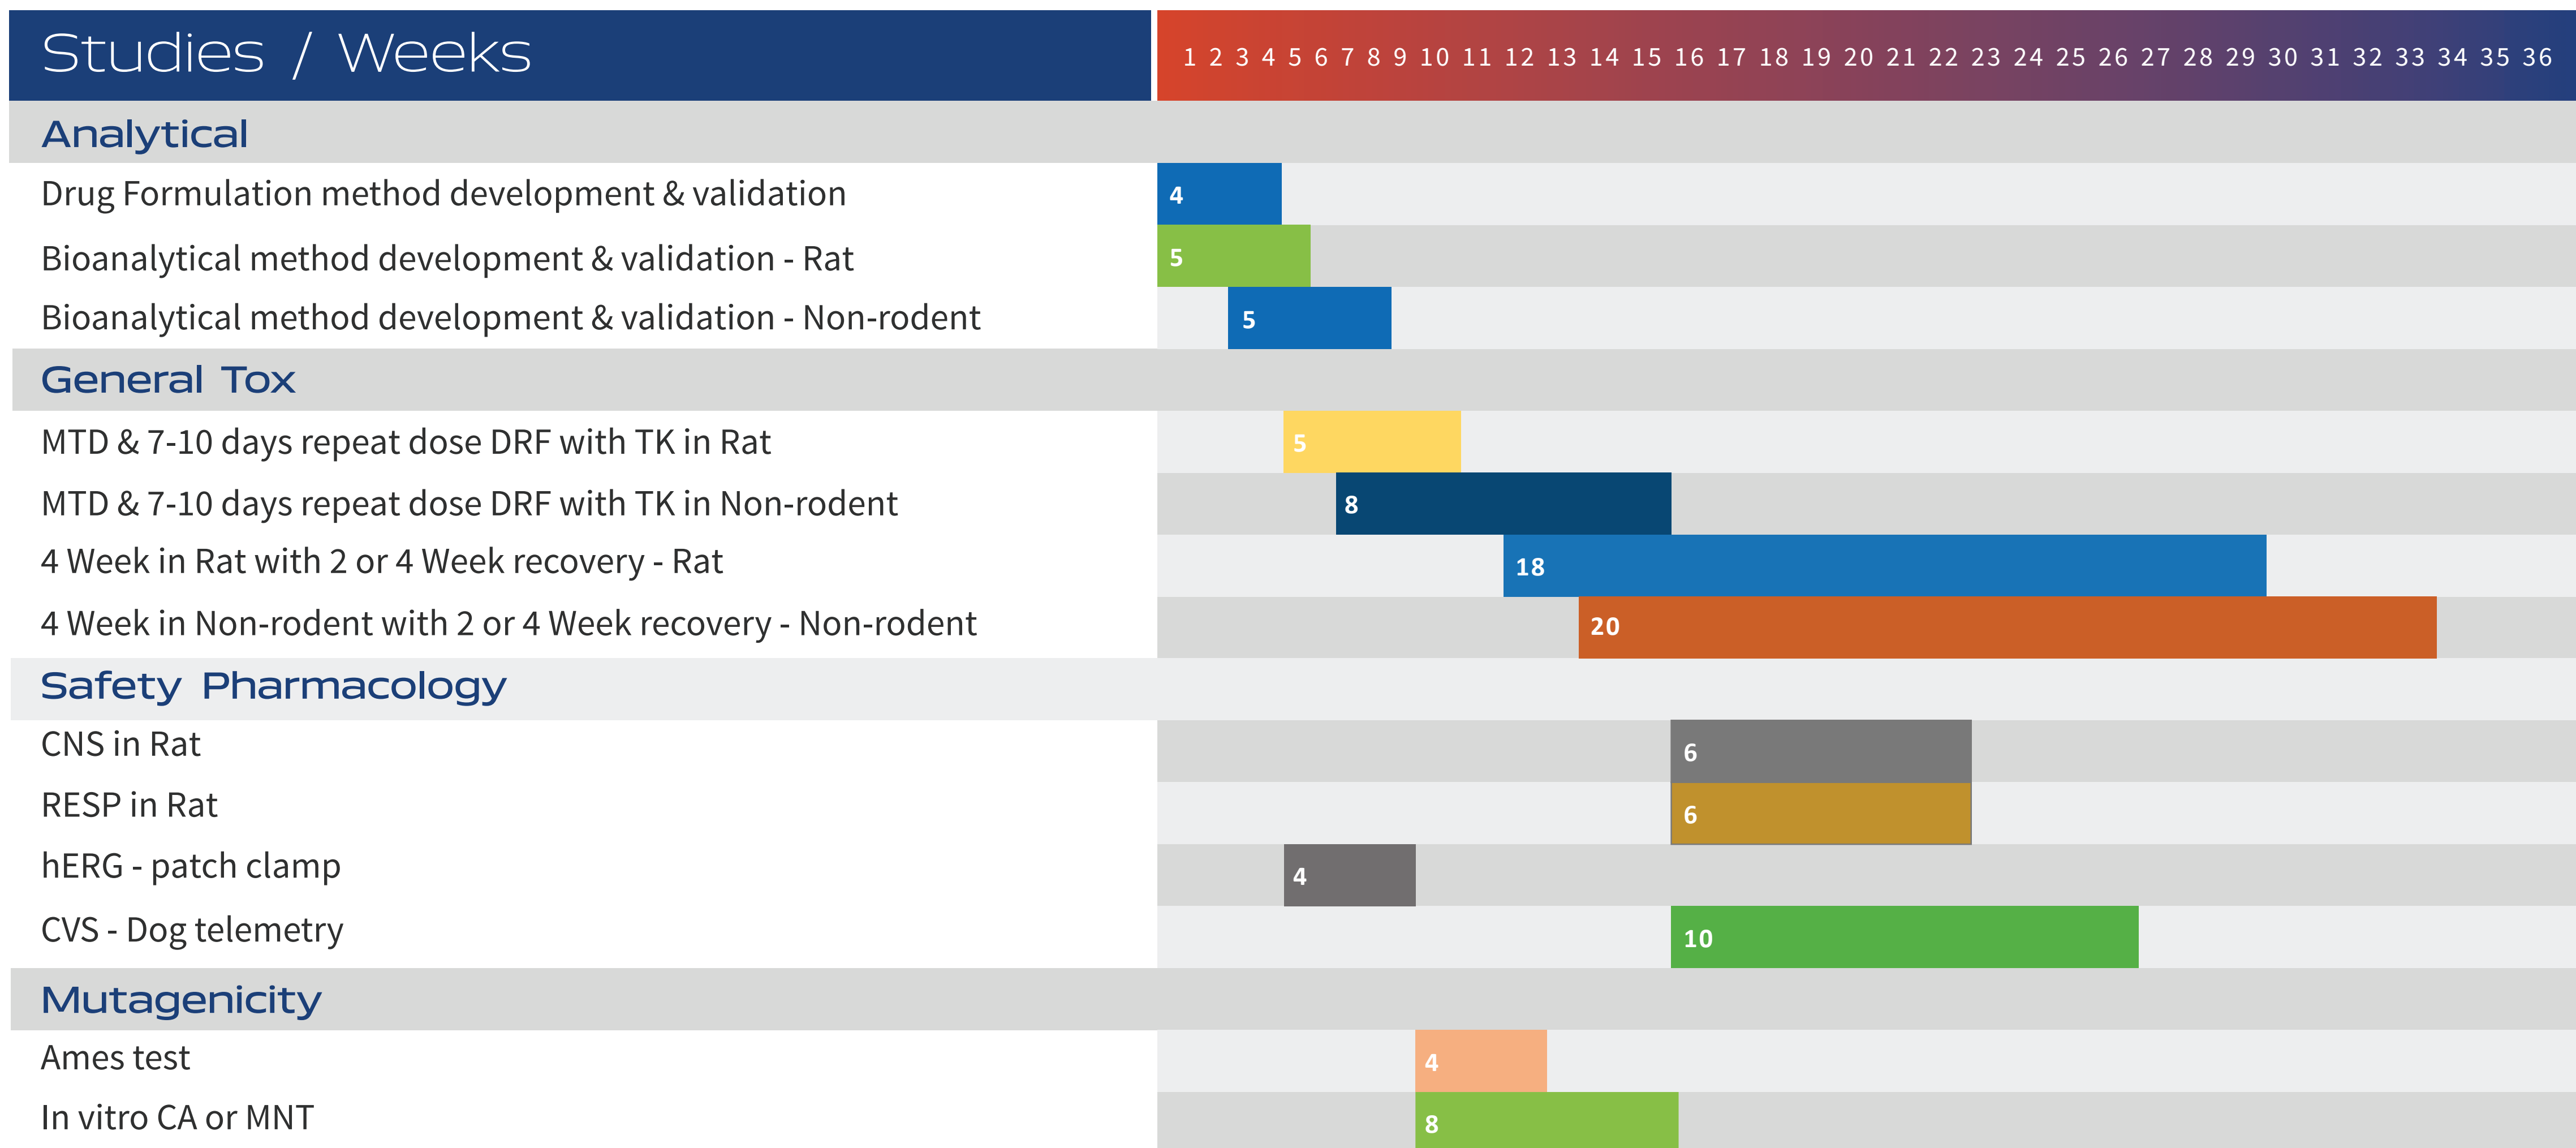 Studies / Weeks 1 2 3 4 5 6 7 8 9 10 11 12 13 14 15 16 17 18 19 20 21 22 23 24 25 26 27 28 29 30 31 32 33 34 35 36
Analytical
Drug Formulation method development & validation 4
Bioanalytical method development & validation - Rat 5
Bioanalytical method development & validation - Non-rodent 5
General Tox
MTD & 7-10 days repeat dose DRF with TK in Rat 5
MTD & 7-10 days repeat dose DRF with TK in Non-rodent 8
4 Week in Rat with 2 or 4 Week recovery - Rat 18
4 Week in Non-rodent with 2 or 4 Week recovery - Non-rodent 20
Safety Pharmacology
CNS in Rat 6
RESP in Rat 6
hERG - patch clamp 4
CVS - Dog telemetry 10
Mutagenicity
Ames test 4
In vitro CA or MNT 8